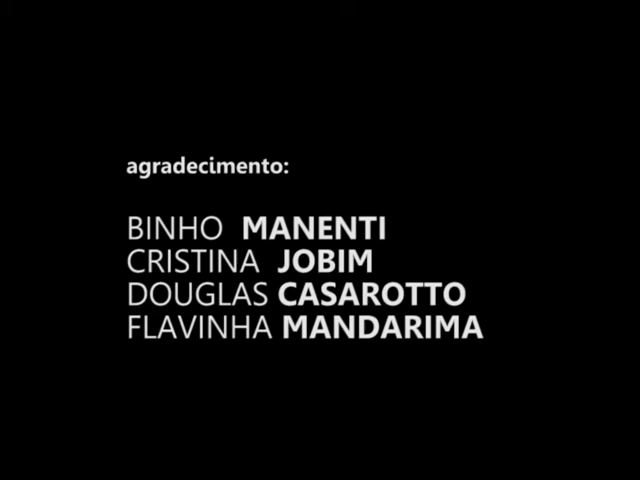 agradecimento:
BINHO MANENTI
CRISTINA JOBIM
DOUGLAS CASAROTTO
FLAVINHA MANDARIMA